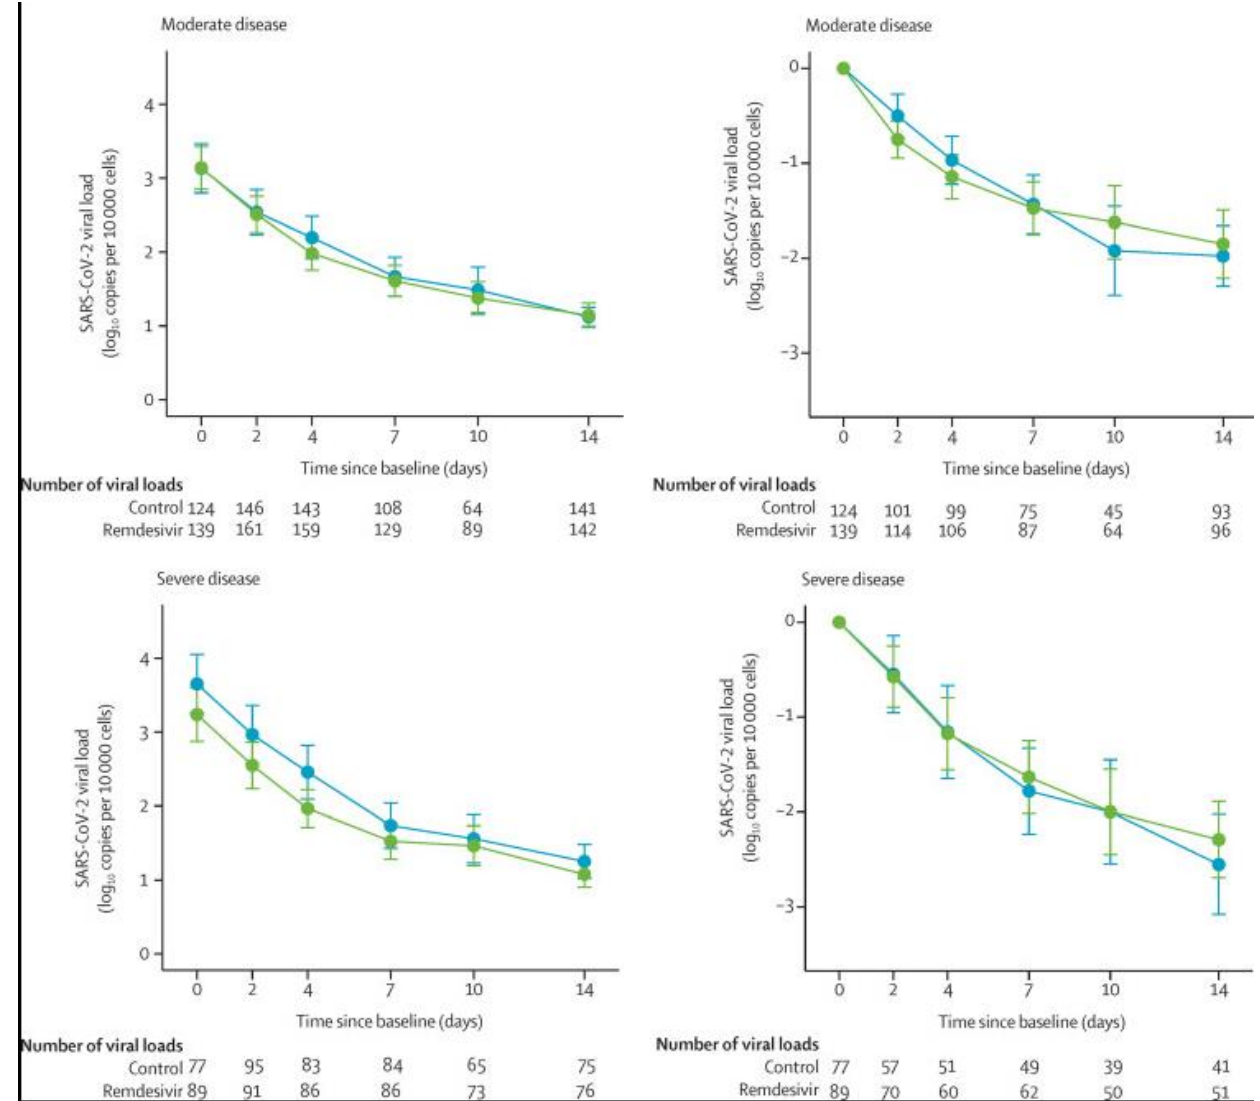 Moderate disease
SARS-CoV-2 viral load
(log₁₀ copies per 10 000 cells)
4
3
2
1
0
0 2 4 7 10 14
Time since baseline (days)
Number of viral loads
Control 124 146 143 108 64 141
Remdesivir 139 161 159 129 89 142
Moderate disease
SARS-CoV-2 viral load
(log₁₀ copies per 10 000 cells)
0
−1
−2
−3
0 2 4 7 10 14
Time since baseline (days)
Number of viral loads
Control 124 101 99 75 45 93
Remdesivir 139 114 106 87 64 96
Severe disease
SARS-CoV-2 viral load
(log₁₀ copies per 10 000 cells)
4
3
2
1
0
0 2 4 7 10 14
Time since baseline (days)
Number of viral loads
Control 77 95 83 84 65 75
Remdesivir 89 91 86 86 73 76
Severe disease
SARS-CoV-2 viral load
(log₁₀ copies per 10 000 cells)
0
−1
−2
−3
0 2 4 7 10 14
Time since baseline (days)
Number of viral loads
Control 77 57 51 49 39 41
Remdesivir 89 70 60 62 50 51